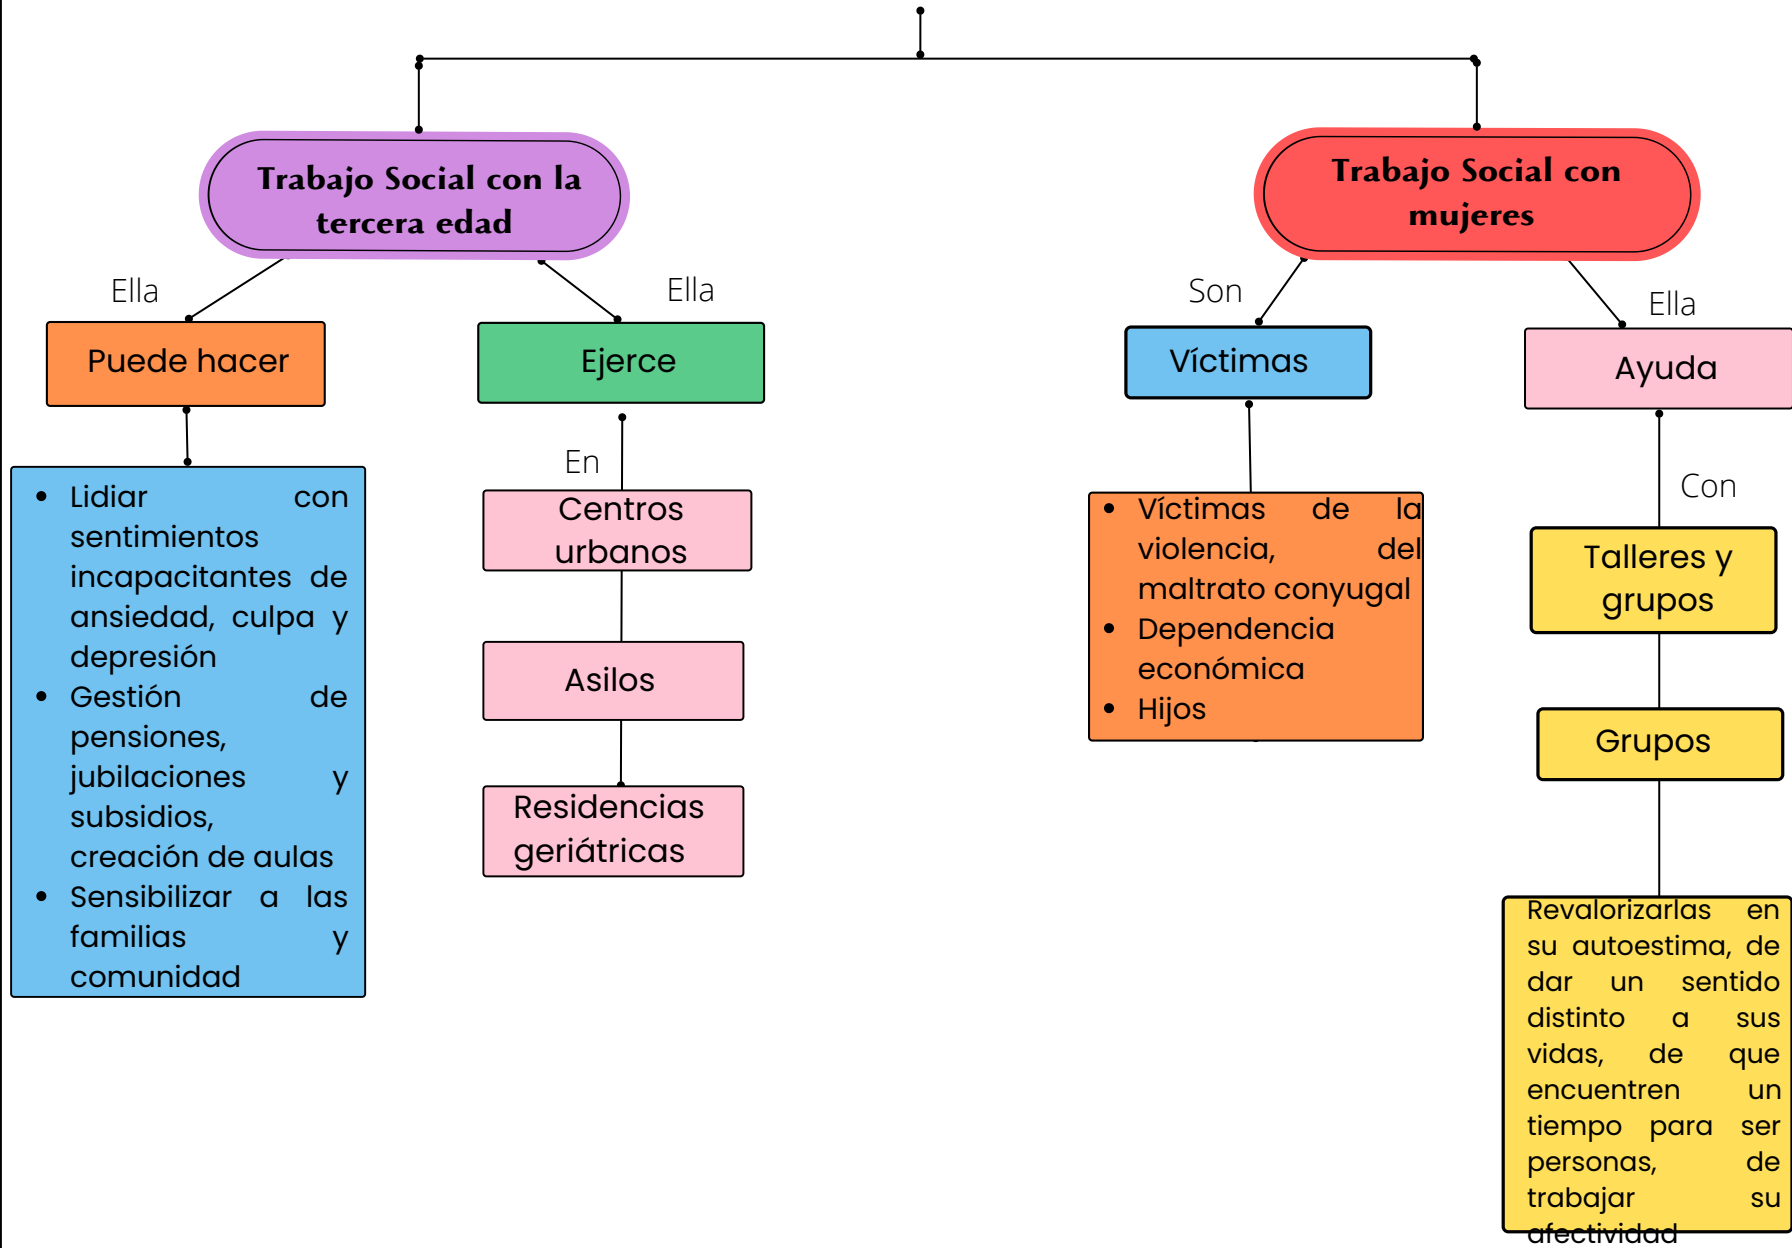 Trabajo Social con la
tercera edad
Ella
Puede hacer
Lidiar con
sentimientos
incapacitantes de
ansiedad, culpa y
depresión
Gestión de
pensiones,
jubilaciones y
subsidios,
creación de aulas
Sensibilizar a las
familias y
comunidad
Ella
Ejerce
En
Centros
urbanos
Asilos
Residencias
geriátricas
Trabajo Social con
mujeres
Son
Víctimas
Víctimas de la
violencia, del
maltrato conyugal
Dependencia
económica
Hijos
Ella
Ayuda
Con
Talleres y
grupos
Grupos
Revalorizarlas en
su autoestima, de
dar un sentido
distinto a sus
vidas, de que
encuentren un
tiempo para ser
personas, de
trabajar su
afectividad